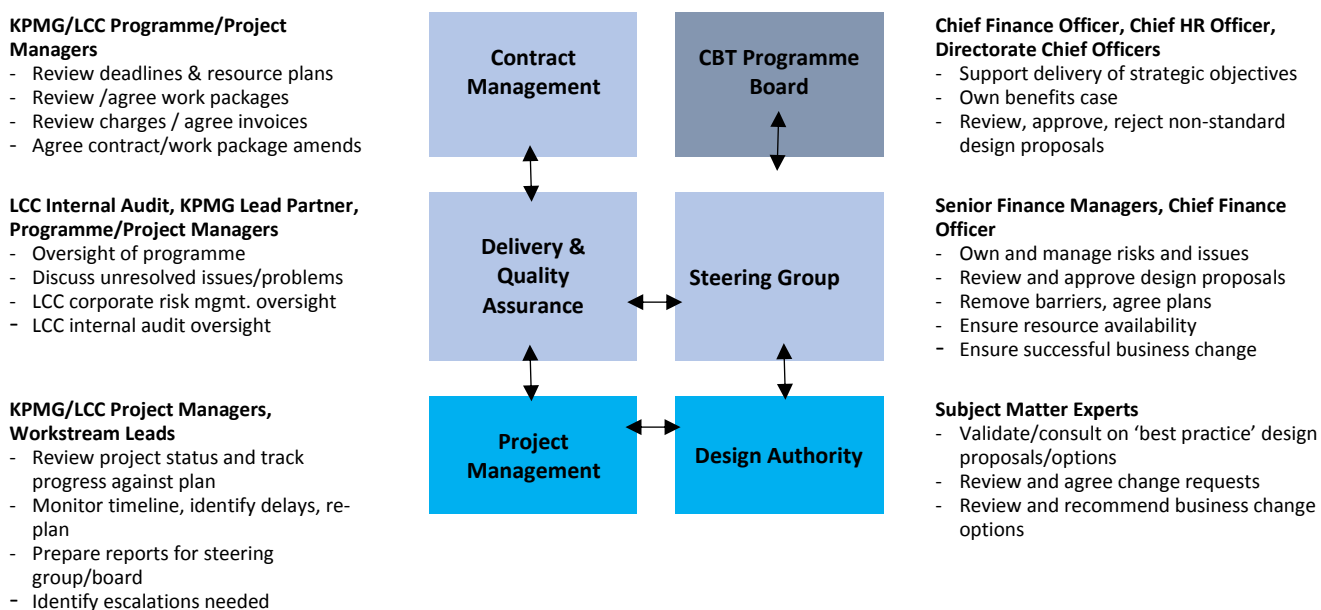 KPMG/LCC Programme/Project
Managers
- Review deadlines & resource plans
- Review /agree work packages
- Review charges / agree invoices
- Agree contract/work package amends
Contract
Management
CBT Programme
Board
Chief Finance Officer, Chief HR Officer,
Directorate Chief Officers
- Support delivery of strategic objectives
- Own benefits case
- Review, approve, reject non-standard
design proposals
LCC Internal Audit, KPMG Lead Partner,
Programme/Project Managers
- Oversight of programme
- Discuss unresolved issues/problems
- LCC corporate risk mgmt. oversight
- LCC internal audit oversight
Delivery &
Quality
Assurance
Steering Group
Senior Finance Managers, Chief Finance
Officer
- Own and manage risks and issues
- Review and approve design proposals
- Remove barriers, agree plans
- Ensure resource availability
- Ensure successful business change
KPMG/LCC Project Managers,
Workstream Leads
- Review project status and track
progress against plan
- Monitor timeline, identify delays, re-
plan
- Prepare reports for steering
group/board
- Identify escalations needed
Project
Management
Design Authority
Subject Matter Experts
- Validate/consult on ‘best practice’ design
proposals/options
- Review and agree change requests
- Review and recommend business change
options